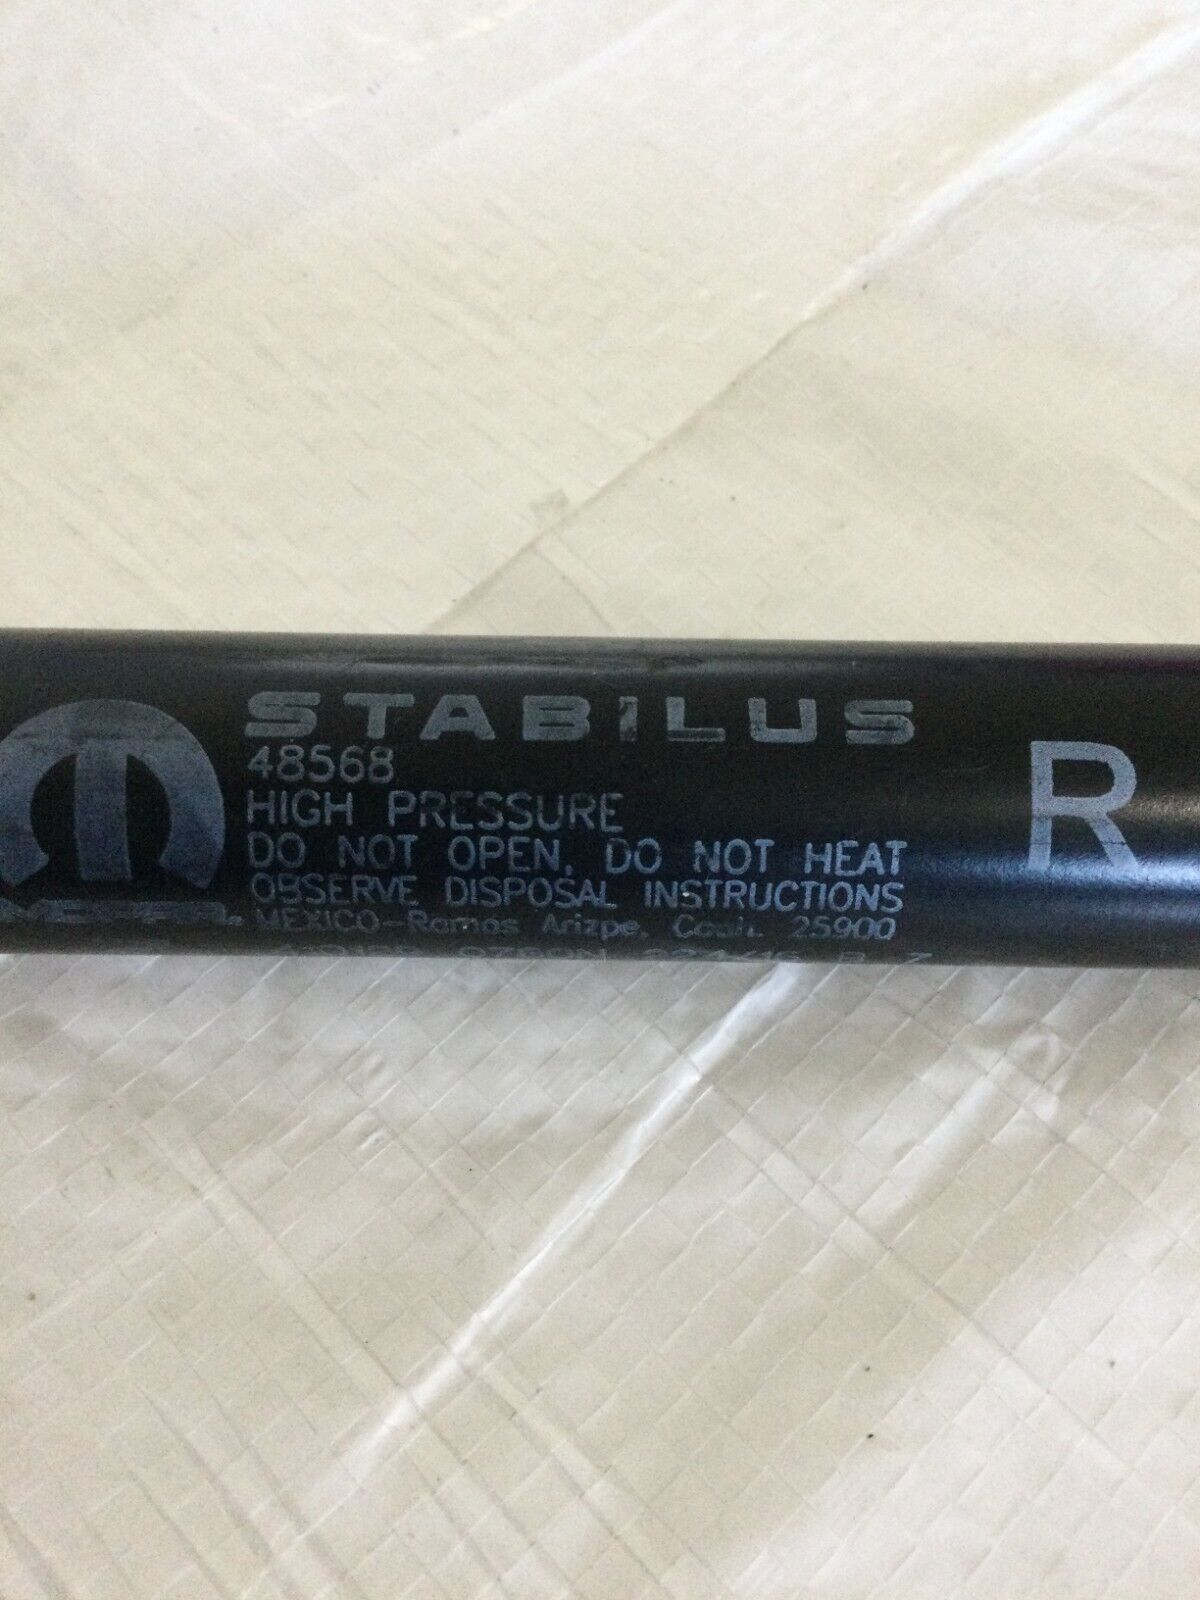 STABILUS
48568
HIGH PRESSURE
DO NOT OPEN, DO NOT HEAT
OBSERVE DISPOSAL INSTRUCTIONS
MEXICO-Ramos Arizpe, Coah. 25900
R